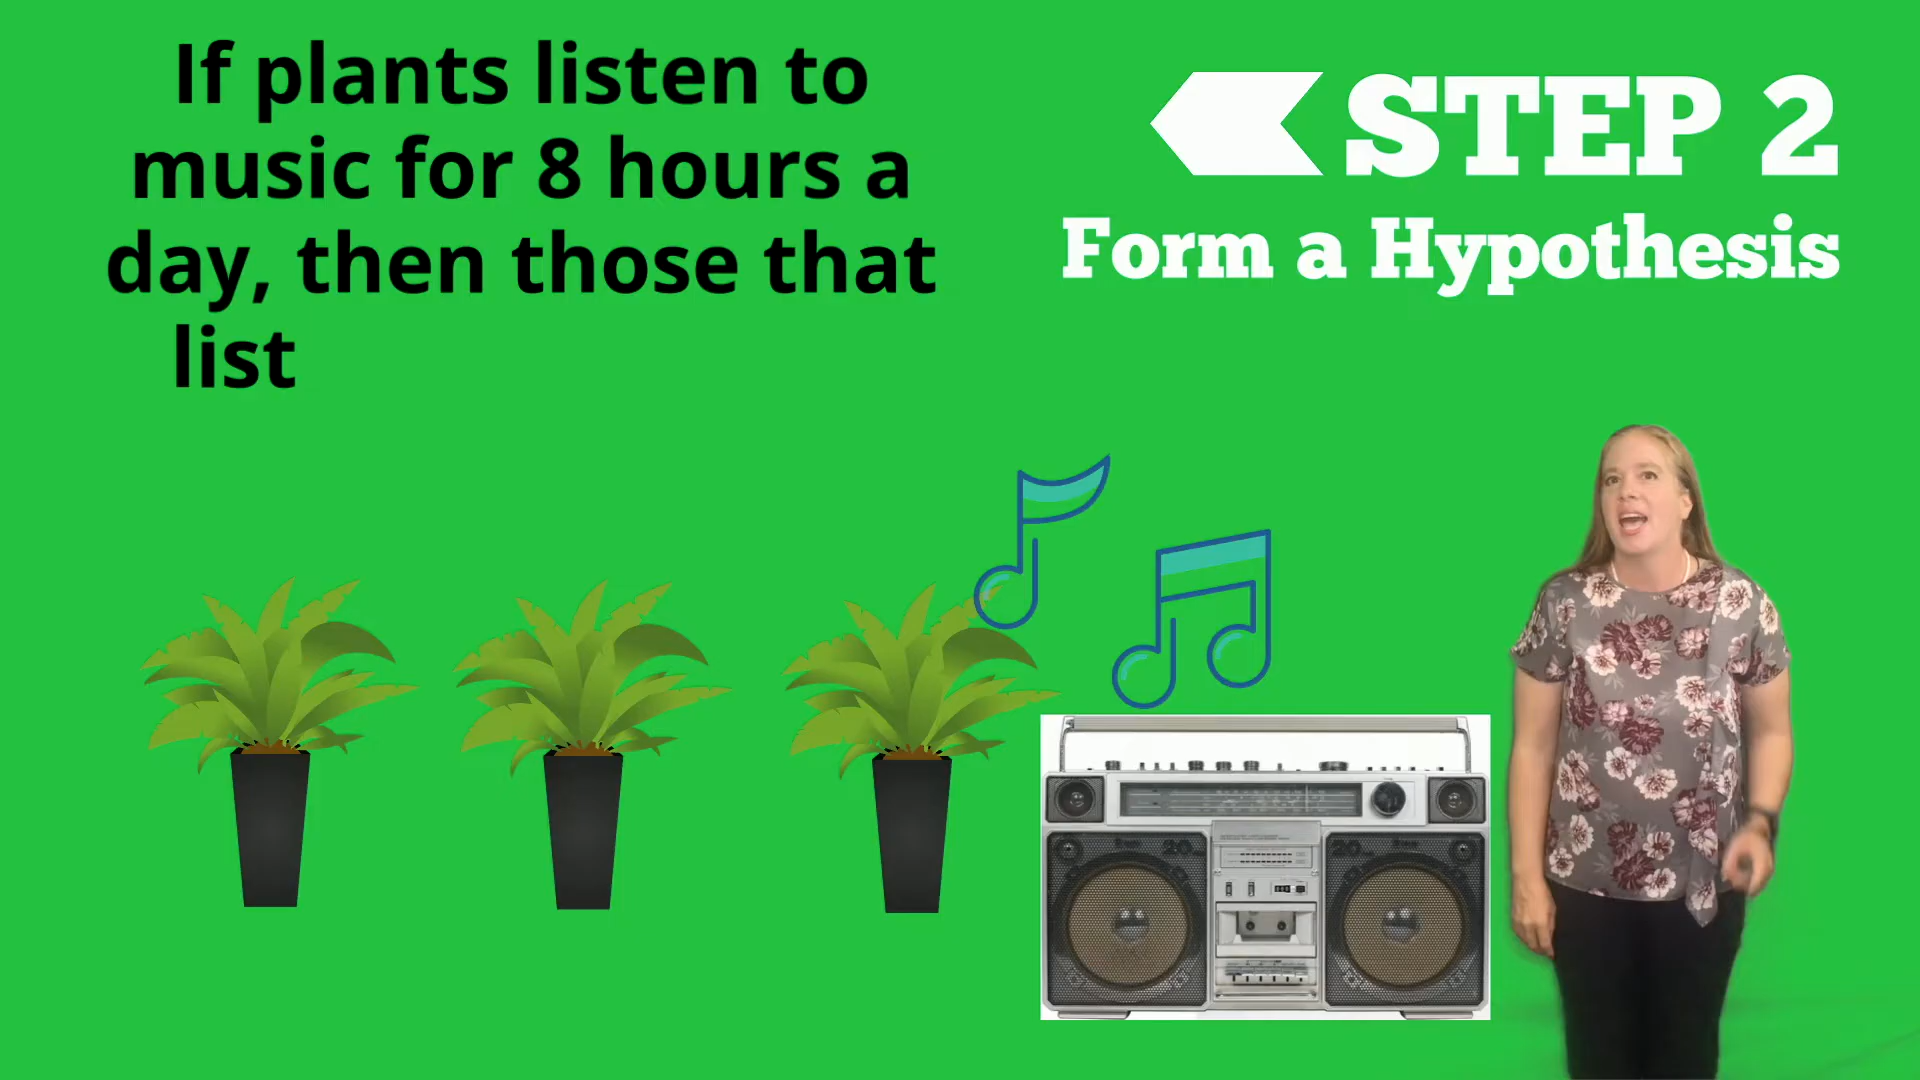 If plants listen to
music for 8 hours a
day, then those that
list
STEP 2
Form a Hypothesis